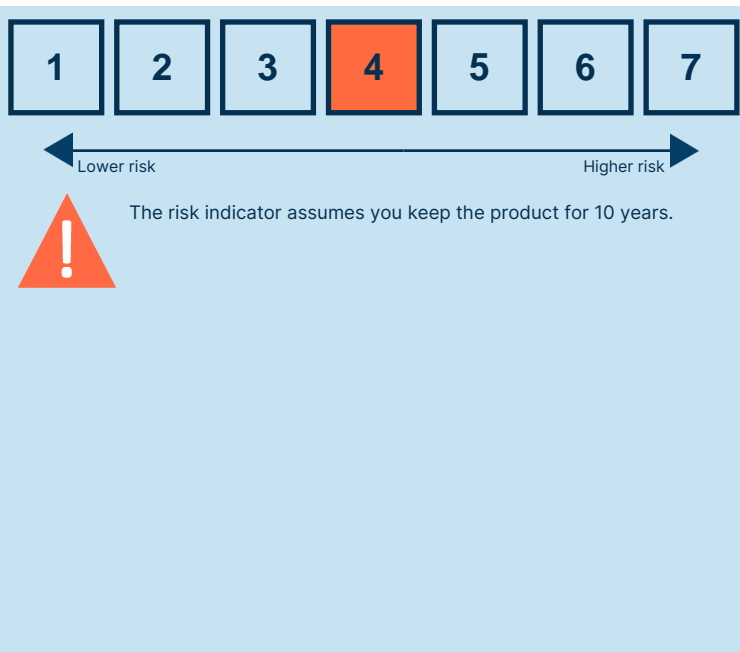 1 2 3 4 5 6 7
Lower risk Higher risk
The risk indicator assumes you keep the product for 10 years.
!